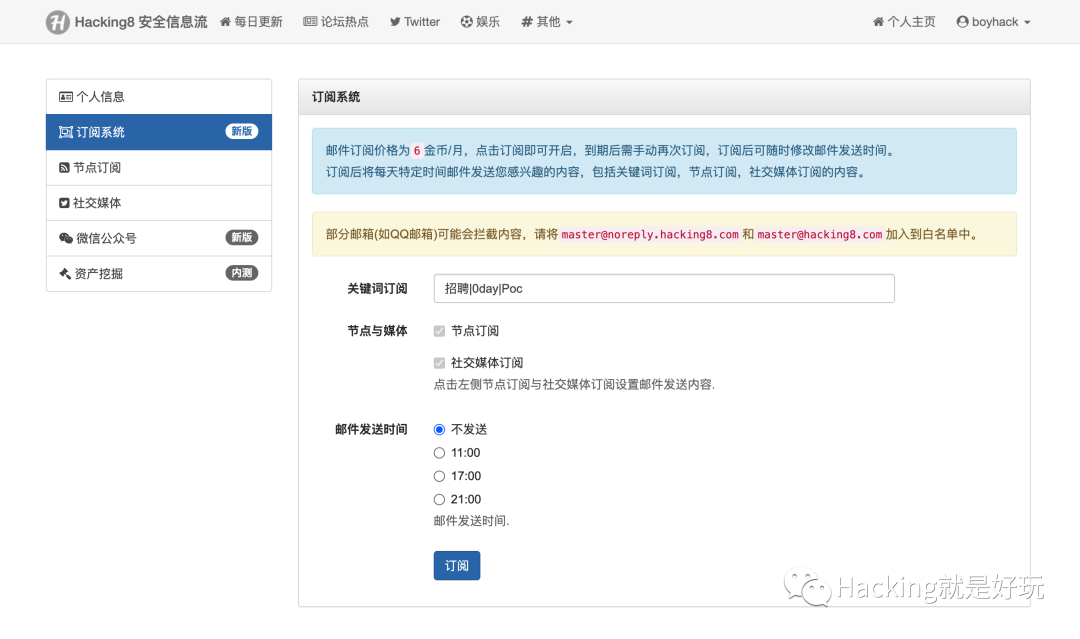 Hacking8 安全信息流 每日更新 论坛热点 Twitter 娱乐 其他 个人主页 boyhack
个人信息
订阅系统 新版
节点订阅
社交媒体
微信公众号 新版
资产挖掘 内测
订阅系统
邮件订阅价格为 6 金币/月，点击订阅即可开启，到期后需手动再次订阅，订阅后可随时修改邮件发送时间。
订阅后将每天特定时间邮件发送您感兴趣的内容，包括关键词订阅，节点订阅，社交媒体订阅的内容。
部分邮箱(如QQ邮箱)可能会拦截内容，请将 master@noreply.hacking8.com 和 master@hacking8.com 加入到白名单中。
关键词订阅 招聘|0day|Poc
节点与媒体 节点订阅
社交媒体订阅
点击左侧节点订阅与社交媒体订阅设置邮件发送内容.
邮件发送时间 不发送
11:00
17:00
21:00
邮件发送时间.
订阅
Hacking就是好玩